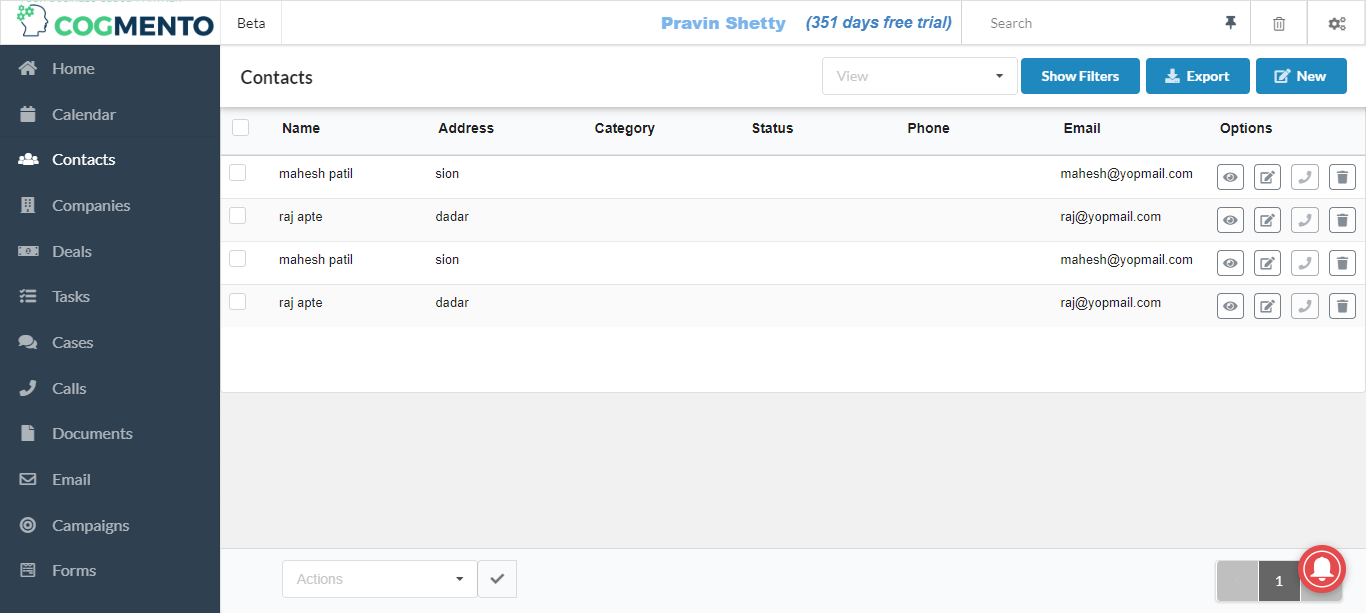 COGMENTO
Beta
Pravin Shetty
(351 days free trial)
Search
Home
Calendar
Contacts
Companies
Deals
Tasks
Cases
Calls
Documents
Email
Campaigns
Forms
Contacts
View
Show Filters
Export
New
Name Address Category Status Phone Email Options
mahesh patil sion mahesh@yopmail.com
raj apte dadar raj@yopmail.com
mahesh patil sion mahesh@yopmail.com
raj apte dadar raj@yopmail.com
Actions
1